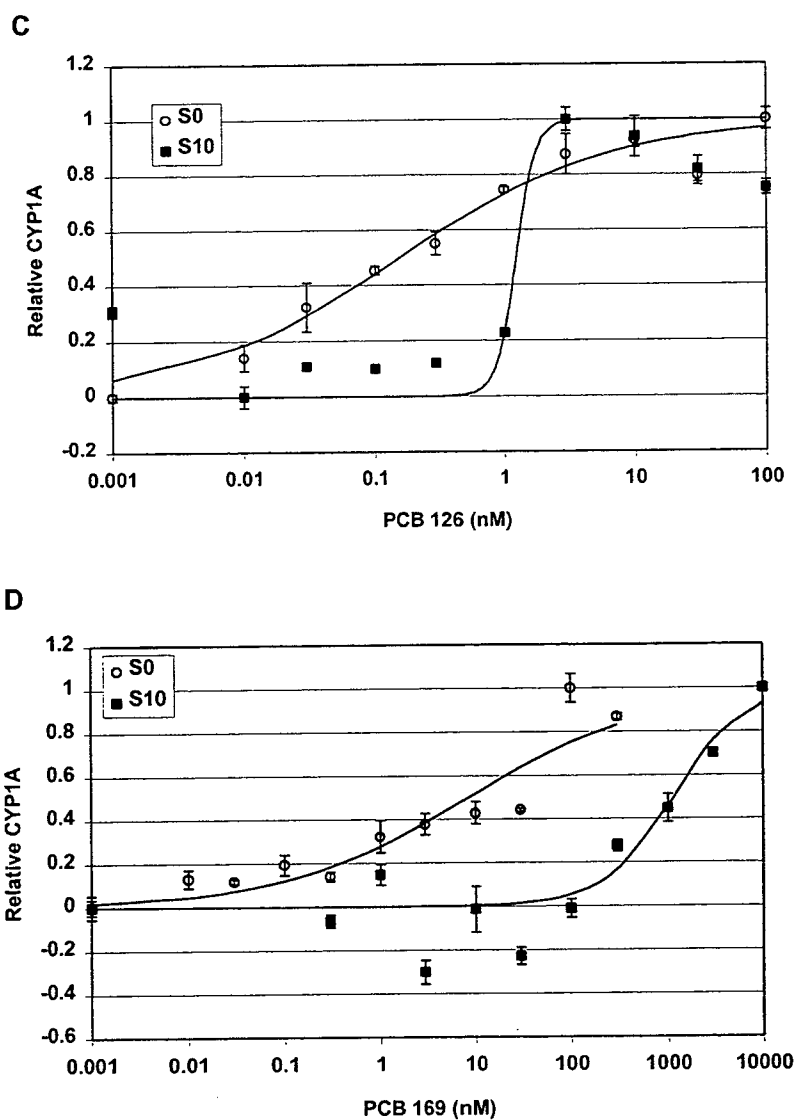 C
1.2
1
0.8
0.6
0.4
0.2
0
-0.2
Relative CYP1A
S0
S10
0.001 0.01 0.1 1 10 100
PCB 126 (nM)
D
1.2
1
0.8
0.6
0.4
0.2
0
-0.2
-0.4
-0.6
Relative CYP1A
S0
S10
0.001 0.01 0.1 1 10 100 1000 10000
PCB 169 (nM)